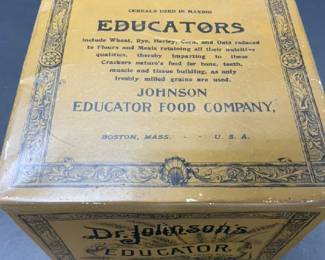 CEREALS USED IN MAKING
EDUCATORS
include Wheat, Rye, Barley, Corn, and Oats reduced
to Flours and Meals retaining all their nutritive
qualities, thereby imparting to these
Crackers nature's food for bone, teeth,
muscle and tissue building, as only
freshly milled grains are used.
JOHNSON
EDUCATOR FOOD COMPANY,
BOSTON, MASS. - - U. S. A.
Dr. Johnson's
EDUCATOR